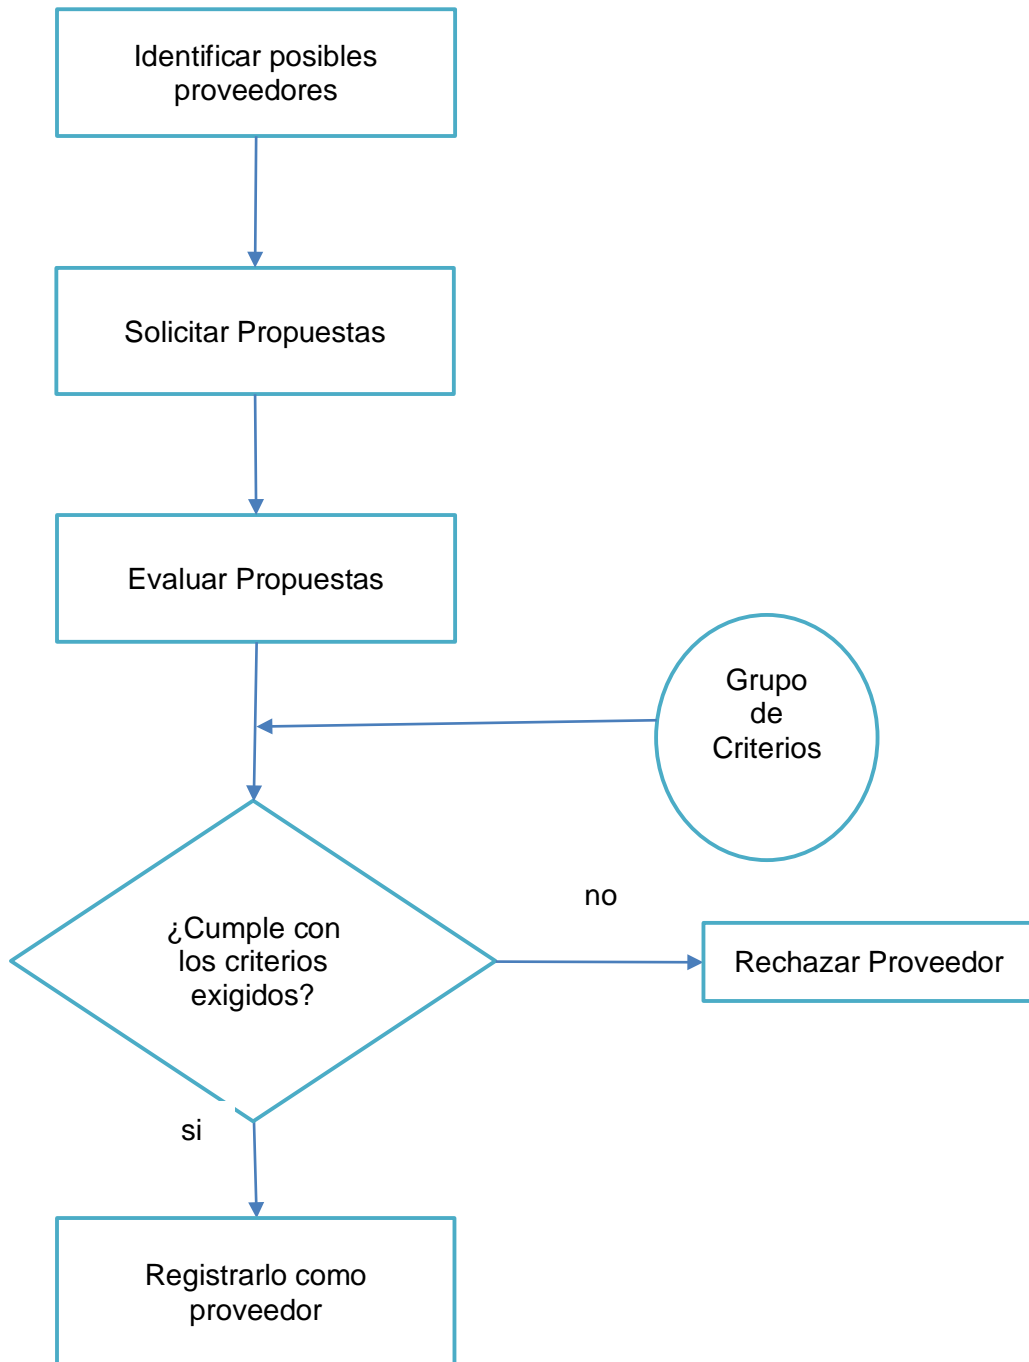 Identificar posibles
proveedores
Solicitar Propuestas
Evaluar Propuestas
Grupo
de
Criterios
no
¿Cumple con
los criterios
exigidos?
Rechazar Proveedor
si
Registrarlo como
proveedor